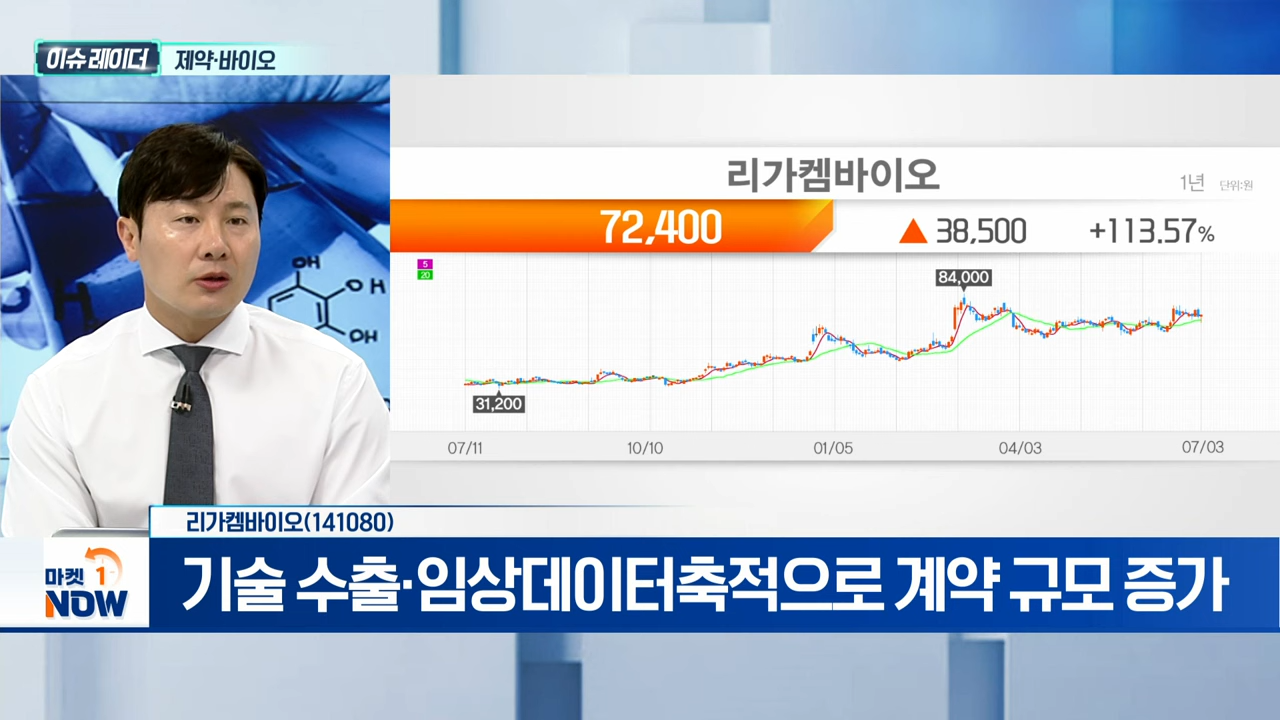 이슈 레이더 제약·바이오
리가켐바이오
1년 단위:원
72,400 ▲ 38,500 +113.57%
5
20
84,000
31,200
07/11 10/10 01/05 04/03 07/03
OH
OH
OH
리가켐바이오(141080)
마켓 1
NOW
기술 수출·임상데이터축적으로 계약 규모 증가